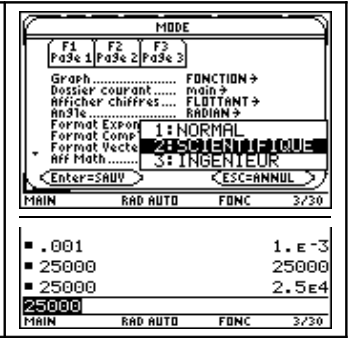 MODE
F1 F2 F3
Page 1 Page 2 Page 3
Graph.................. FONCTION→
Dossier courant..... main→
Afficher chiffres.... FLOTTANT→
Angle.................. RADIAN→
Format Expon
Format Comp
Format Vecte
Aff Math
1:NORMAL
2:SCIENTIFIQUE
3:INGENIEUR
Enter=SAUV ESC=ANNUL
MAIN RAD AUTO FONC 3/30
▪ .001 1.ᴇ-3
▪ 25000 25000
▪ 25000 2.5ᴇ4
25000
MAIN RAD AUTO FONC 3/30